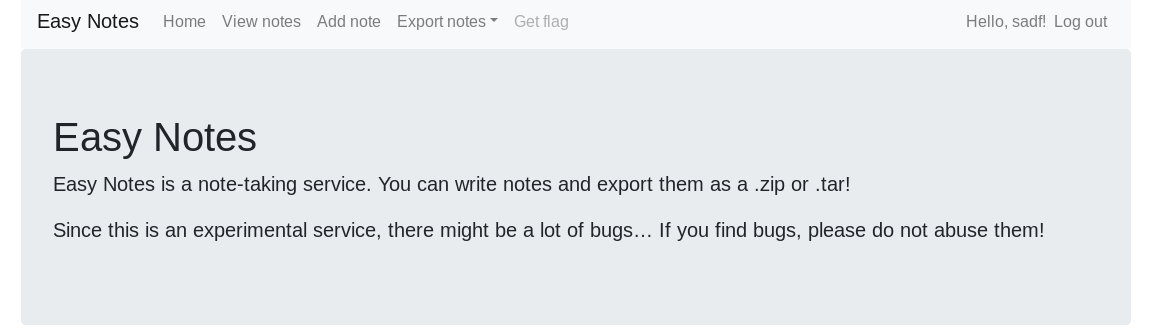 Easy Notes Home View notes Add note Export notes Get flag Hello, sadf! Log out
Easy Notes
Easy Notes is a note-taking service. You can write notes and export them as a .zip or .tar!
Since this is an experimental service, there might be a lot of bugs… If you find bugs, please do not abuse them!